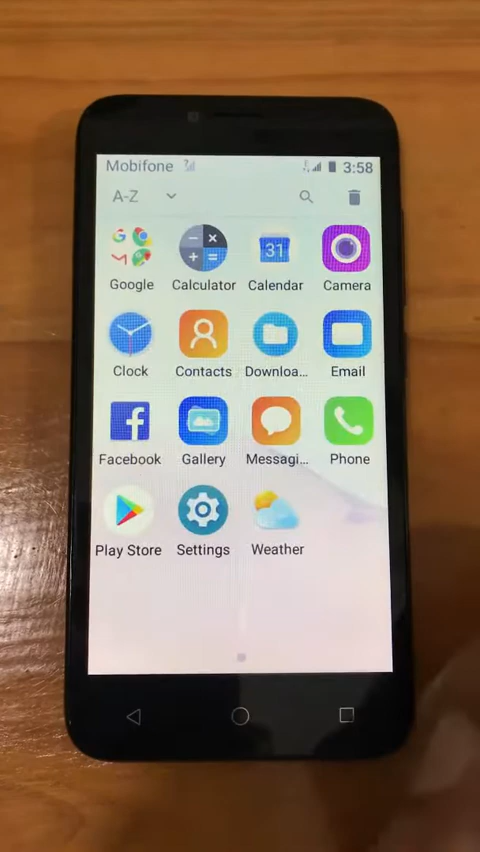 Mobifone 3:58
A-Z
Google Calculator Calendar Camera
31
Clock Contacts Downloa... Email
Facebook Gallery Messagi... Phone
Play Store Settings Weather